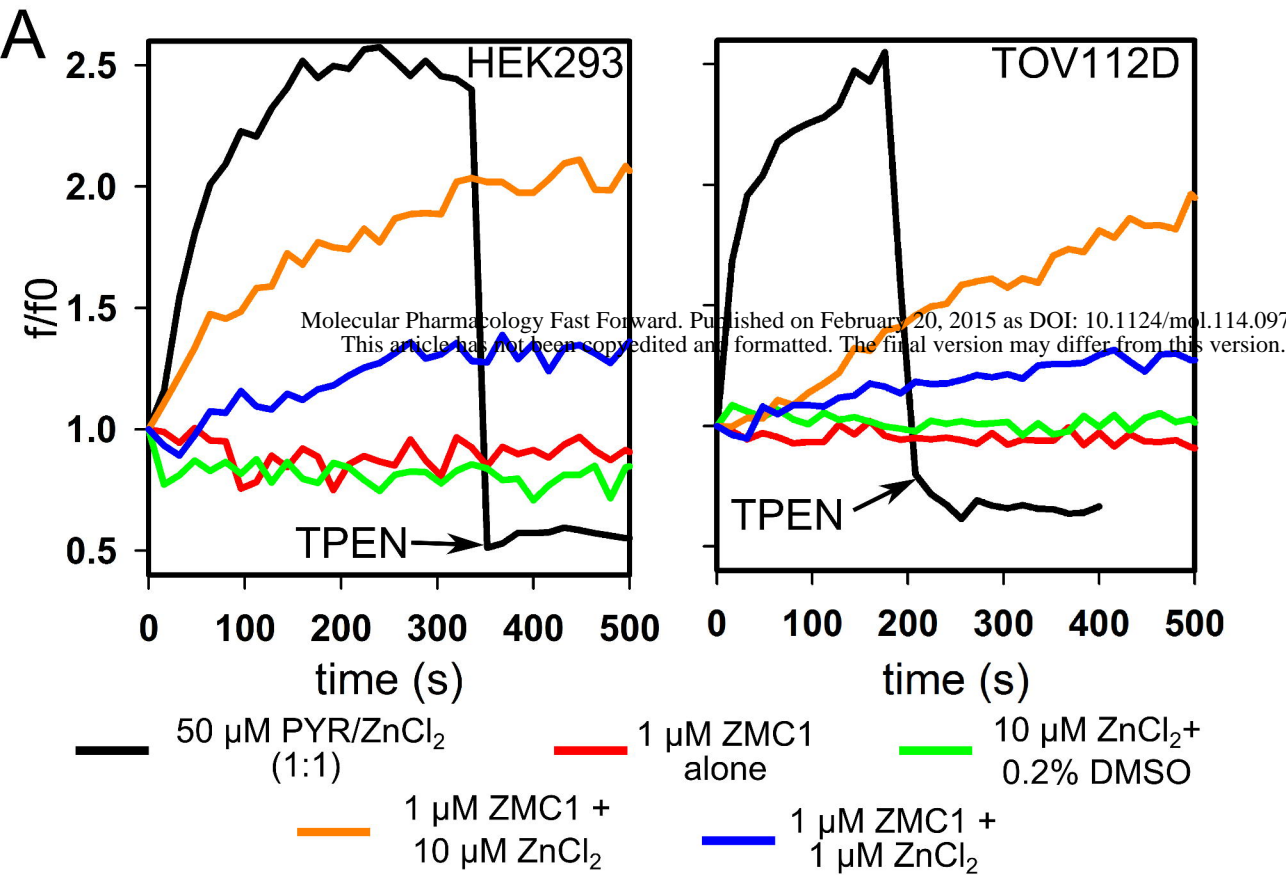 A
HEK293
TOV112D
2.5
2.0
1.5
1.0
0.5
f/f0
Molecular Pharmacology Fast Forward. Published on February 20, 2015 as DOI: 10.1124/mol.114.097
This article has not been copyedited and formatted. The final version may differ from this version.
TPEN
TPEN
0 100 200 300 400 500
0 100 200 300 400 500
time (s)
time (s)
50 µM PYR/ZnCl₂
(1:1)
1 µM ZMC1
alone
10 µM ZnCl₂+
0.2% DMSO
1 µM ZMC1 +
10 µM ZnCl₂
1 µM ZMC1 +
1 µM ZnCl₂